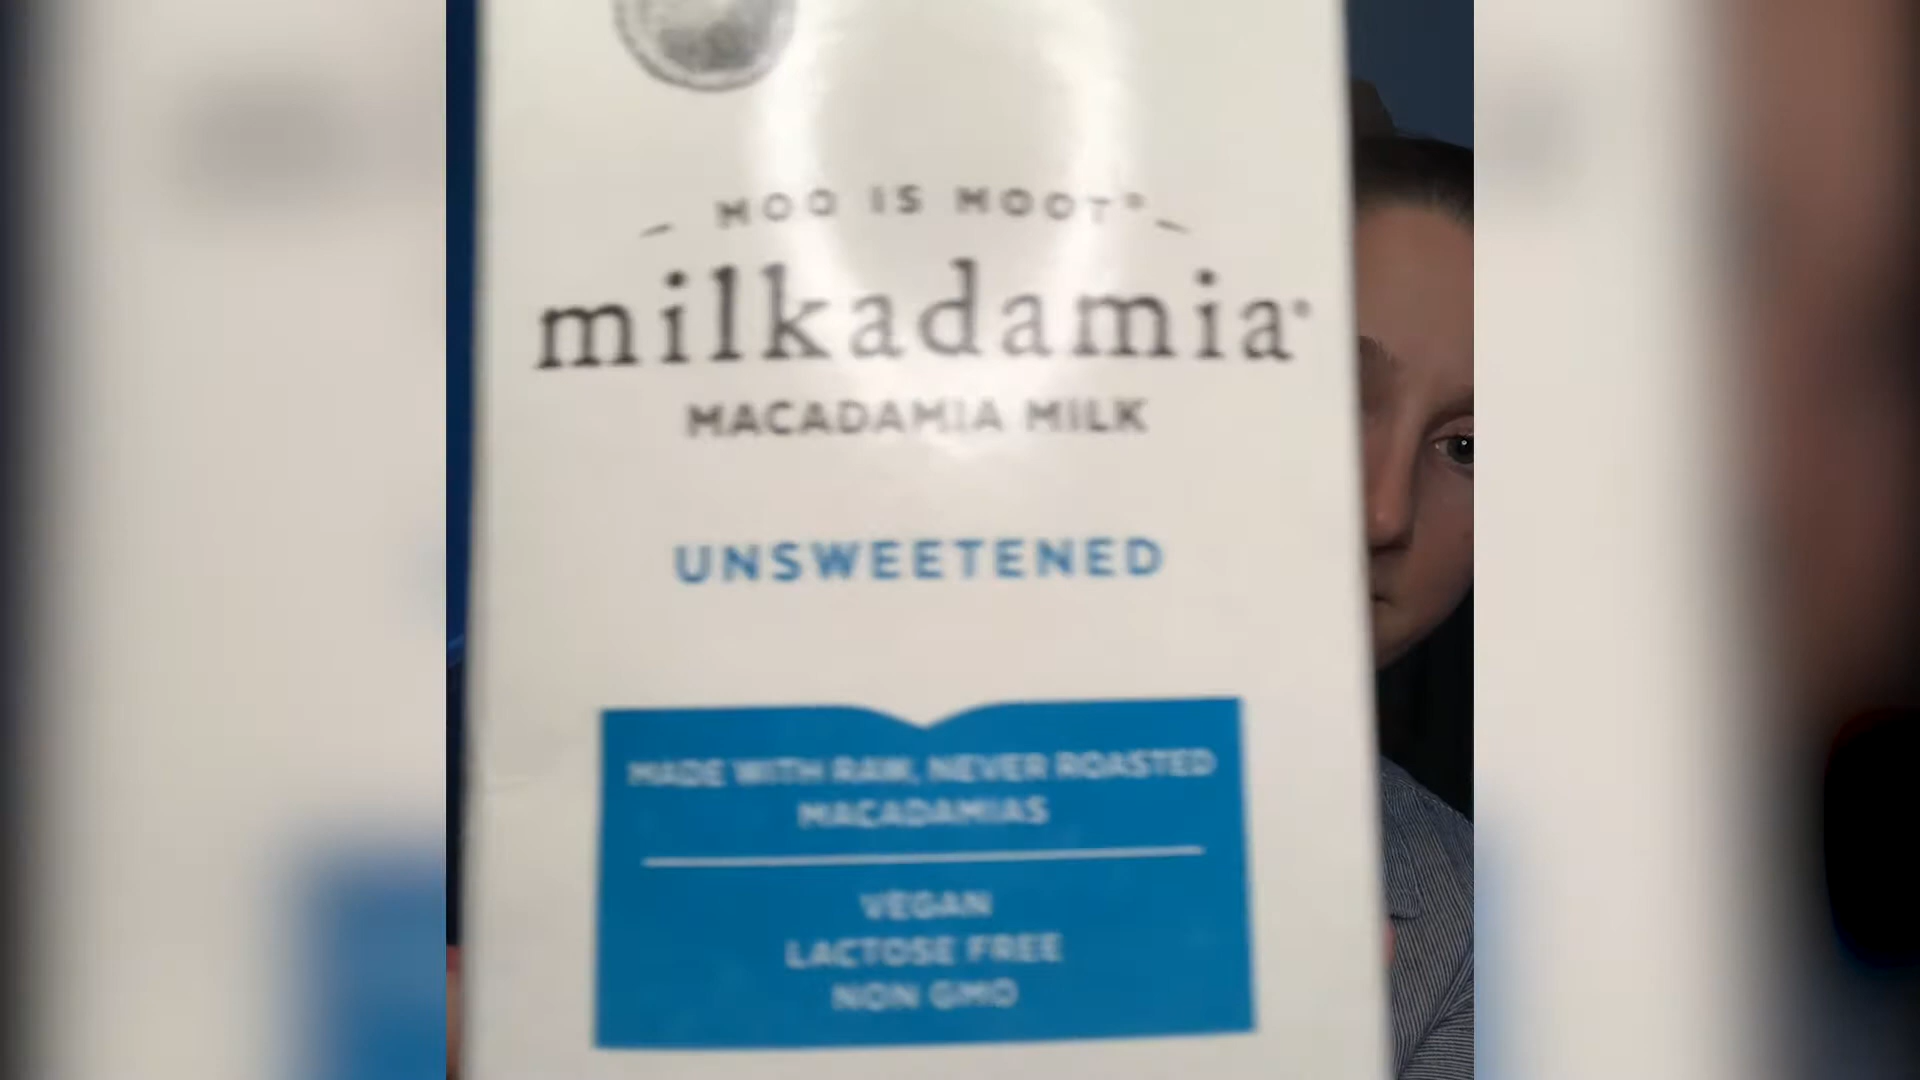 MOO IS MOOT®
milkadamia®
MACADAMIA MILK
UNSWEETENED
MADE WITH RAW, NEVER ROASTED
MACADAMIAS
VEGAN
LACTOSE FREE
NON GMO